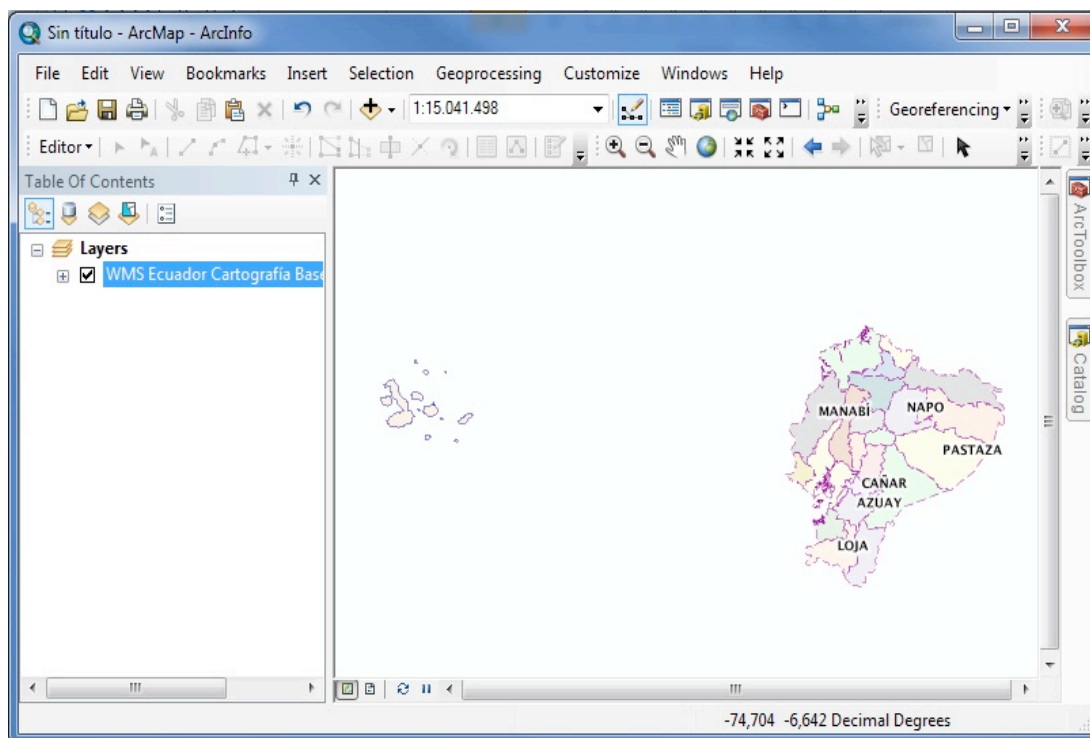 Sin título - ArcMap - ArcInfo
File Edit View Bookmarks Insert Selection Geoprocessing Customize Windows Help
1:15.041.498 Georeferencing
Editor
Table Of Contents
Layers
WMS Ecuador Cartografía Base
MANABÍ
NAPO
PASTAZA
CAÑAR
AZUAY
LOJA
ArcToolbox
Catalog
-74,704 -6,642 Decimal Degrees